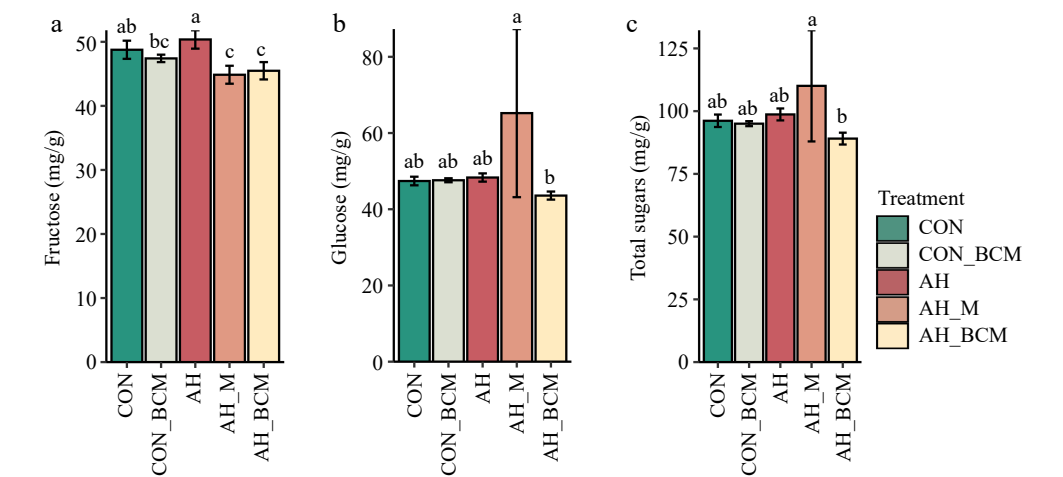 a
Fructose (mg/g)
50
40
30
20
10
0
ab
bc
a
c
c
CON
CON_BCM
AH
AH_M
AH_BCM
b
Glucose (mg/g)
80
60
40
20
0
ab
ab
ab
a
b
CON
CON_BCM
AH
AH_M
AH_BCM
c
Total sugars (mg/g)
125
100
75
50
25
0
ab
ab
ab
a
b
CON
CON_BCM
AH
AH_M
AH_BCM
Treatment
CON
CON_BCM
AH
AH_M
AH_BCM